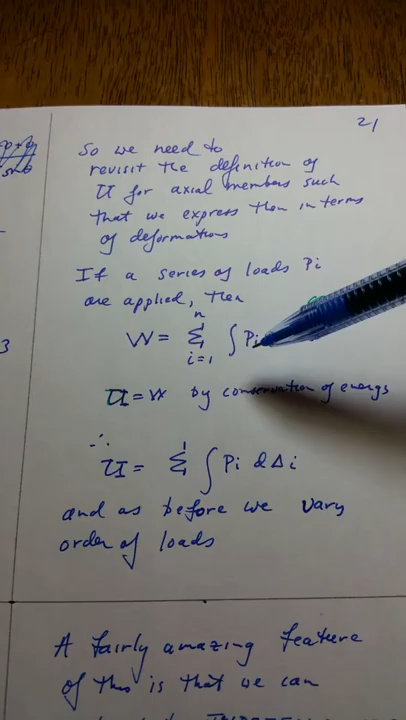 21
So we need to
revisit the definition of
U for axial members such
that we express them in terms
of deformations
If a series of loads Pi
are applied, then
W = Σ i=1 n ∫ Pi
3
U = W by conservation of energy
∴
U = Σ ∫ Pi dΔi
and as before we vary
order of loads
A fairly amazing feature
of this is that we can